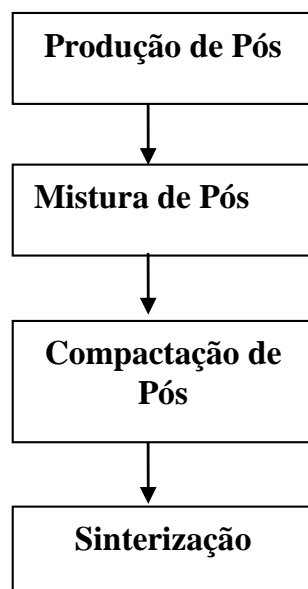 Produção de Pós
Mistura de Pós
Compactação de
Pós
Sinterização